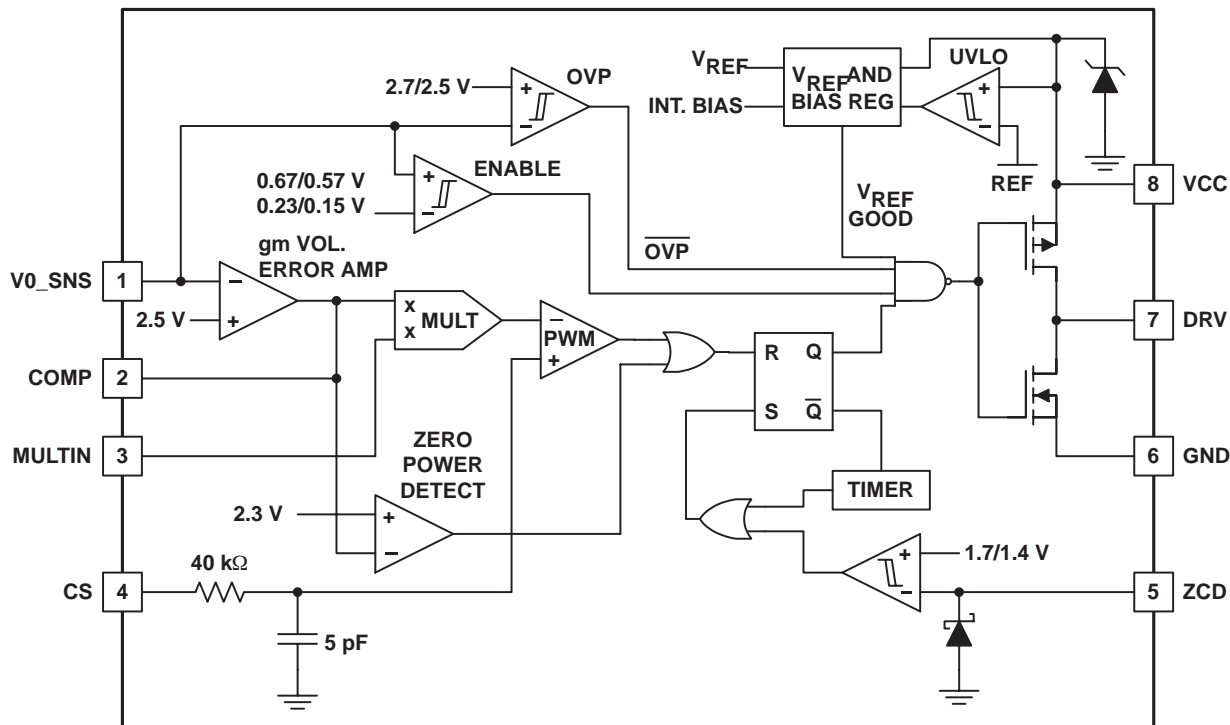 OVP
2.7/2.5 V
+
−
VREF
INT. BIAS
VREF AND
BIAS REG
UVLO
+
−
REF
ENABLE
0.67/0.57 V
0.23/0.15 V
+
−
VREF
GOOD
8 VCC
gm VOL.
ERROR AMP
OVP
V0_SNS 1
−
2.5 V
+
x
x
MULT
−
PWM
+
7 DRV
COMP 2
R Q
S Q
MULTIN 3
6 GND
ZERO
POWER
DETECT
TIMER
2.3 V
+
−
1.7/1.4 V
+
−
40 kΩ
CS 4
5 ZCD
5 pF